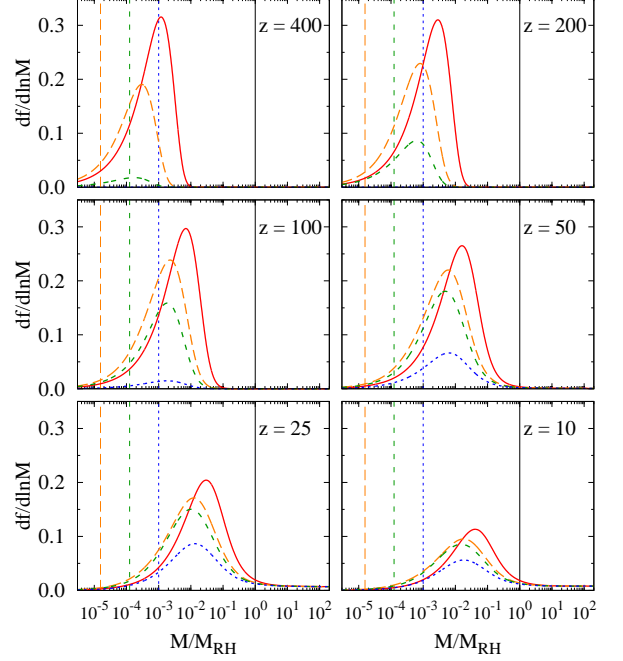 0.3
0.2
0.1
0.0
df/dlnM
z = 400
z = 200
0.3
0.2
0.1
0.0
df/dlnM
z = 100
z = 50
0.3
0.2
0.1
0.0
df/dlnM
z = 25
z = 10
10^-5 10^-4 10^-3 10^-2 10^-1 10^0 10^1 10^2
10^-5 10^-4 10^-3 10^-2 10^-1 10^0 10^1 10^2
M/M_RH
M/M_RH